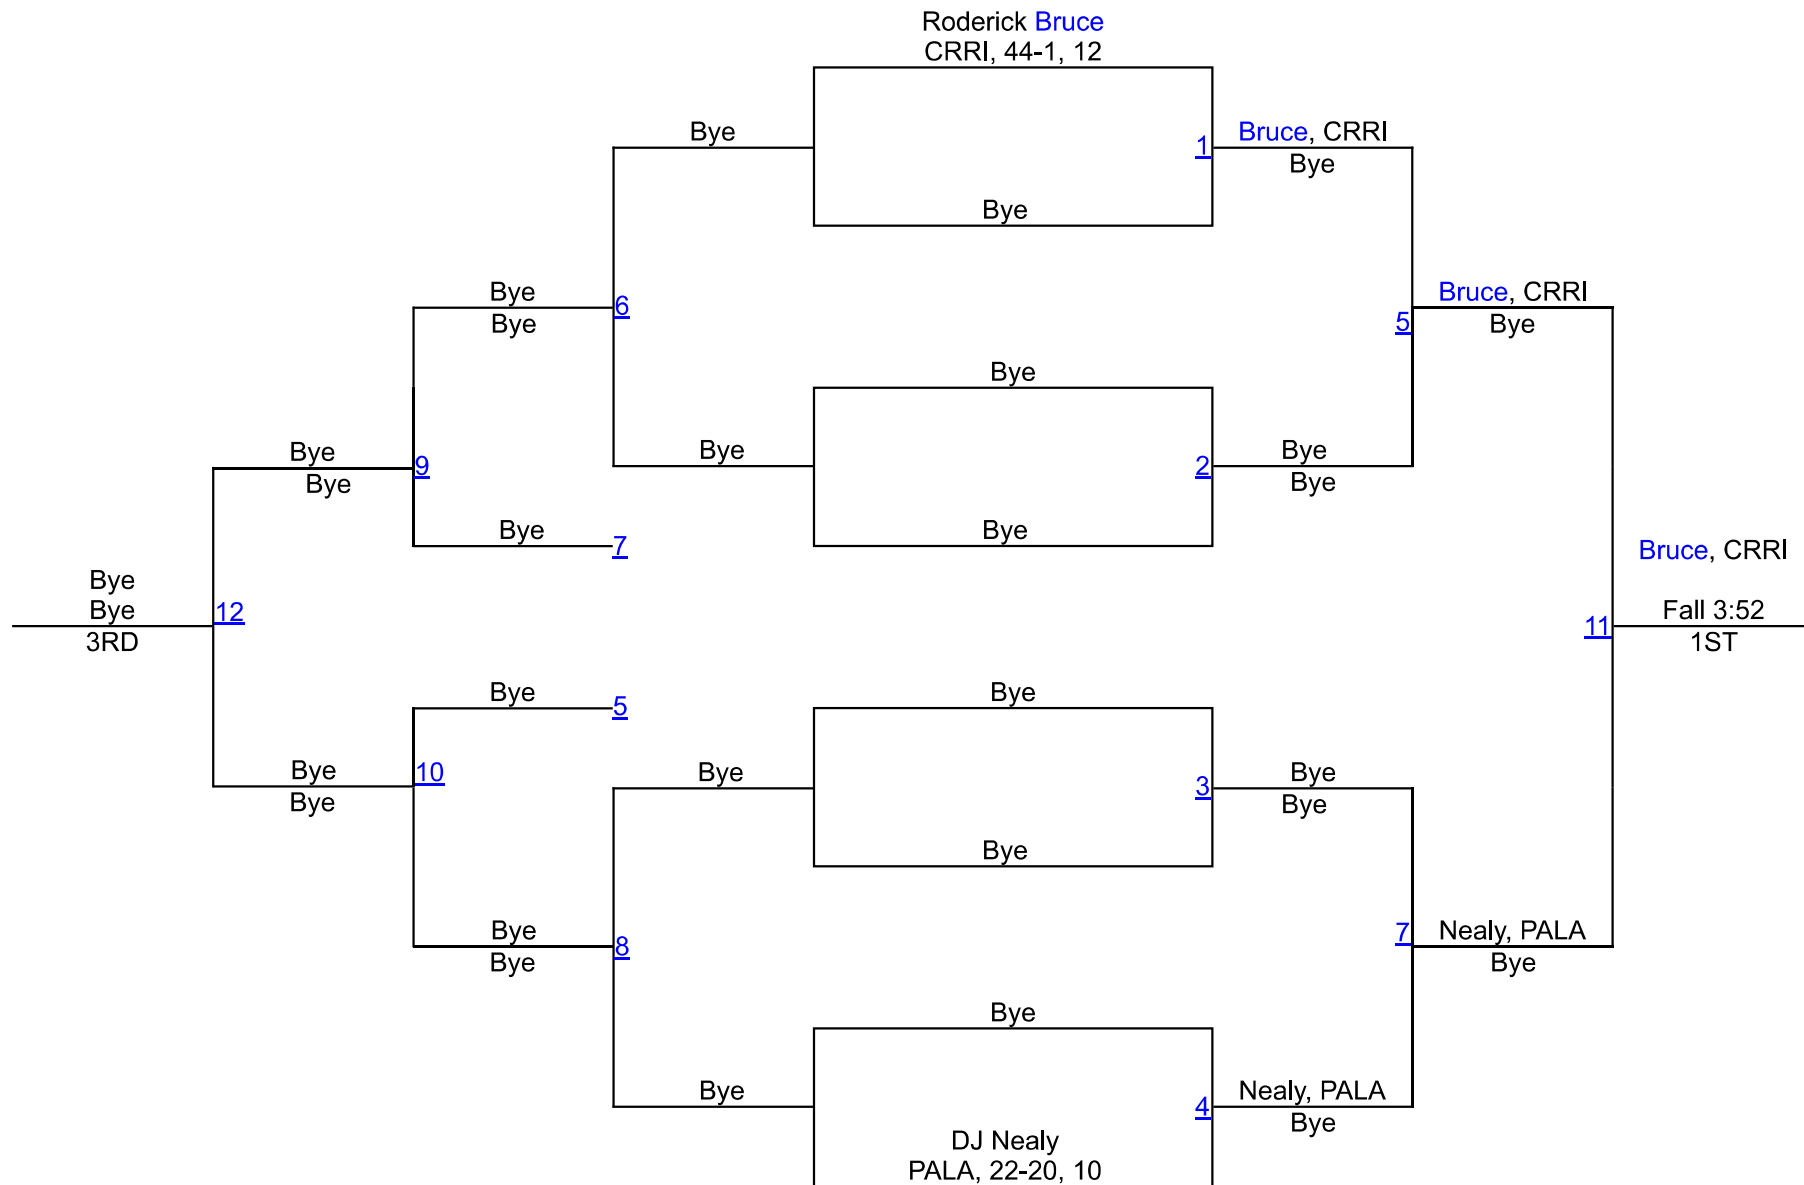 Roderick Bruce
CRRI, 44-1, 12
Bye
1
Bruce, CRRI
Bye
Bye
Bye
Bye
6
5
Bruce, CRRI
Bye
Bye
Bye
2
Bye
Bye
Bye
Bye
Bye
9
Bye
7
Bye
Bye
12
3RD
Bruce, CRRI
11
Fall 3:52
1ST
Bye
5
Bye
Bye
Bye
10
Bye
3
Bye
Bye
Bye
Bye
Bye
8
7
Nealy, PALA
Bye
Bye
Bye
4
Nealy, PALA
Bye
DJ Nealy
PALA, 22-20, 10